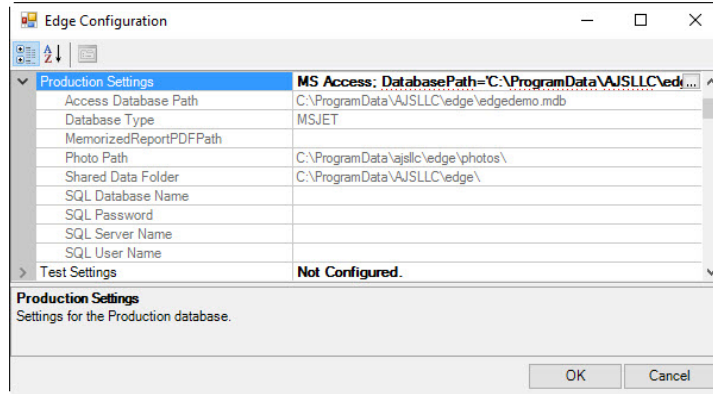 Edge Configuration
Production Settings MS Access; DatabasePath='C:\ProgramData\AJSLLC\edg...
Access Database Path C:\ProgramData\AJSLLC\edge\edgedemo.mdb
Database Type MSJET
MemorizedReportPDFPath
Photo Path C:\ProgramData\ajsllc\edge\photos\
Shared Data Folder C:\ProgramData\AJSLLC\edge\
SQL Database Name
SQL Password
SQL Server Name
SQL User Name
Test Settings Not Configured.
Production Settings
Settings for the Production database.
OK Cancel